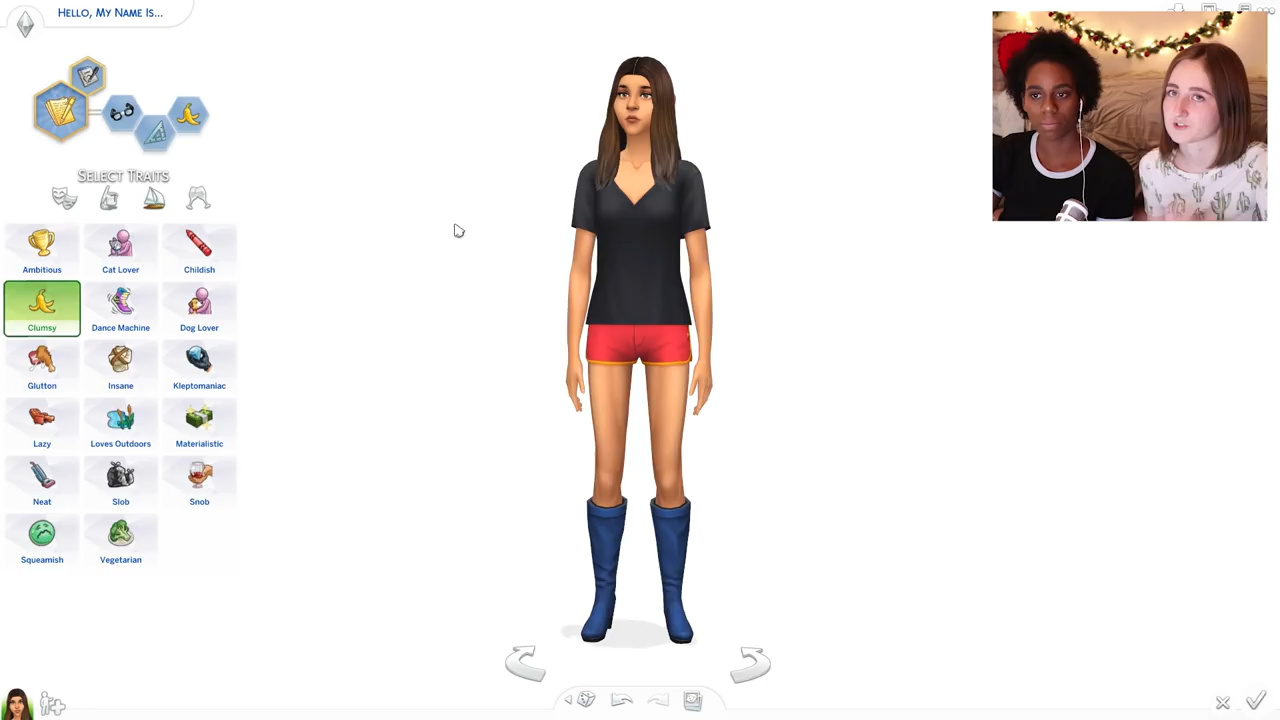 Hello, My Name Is...
Select Traits
Ambitious
Cat Lover
Childish
Clumsy
Dance Machine
Dog Lover
Glutton
Insane
Kleptomaniac
Lazy
Loves Outdoors
Materialistic
Neat
Slob
Snob
Squeamish
Vegetarian